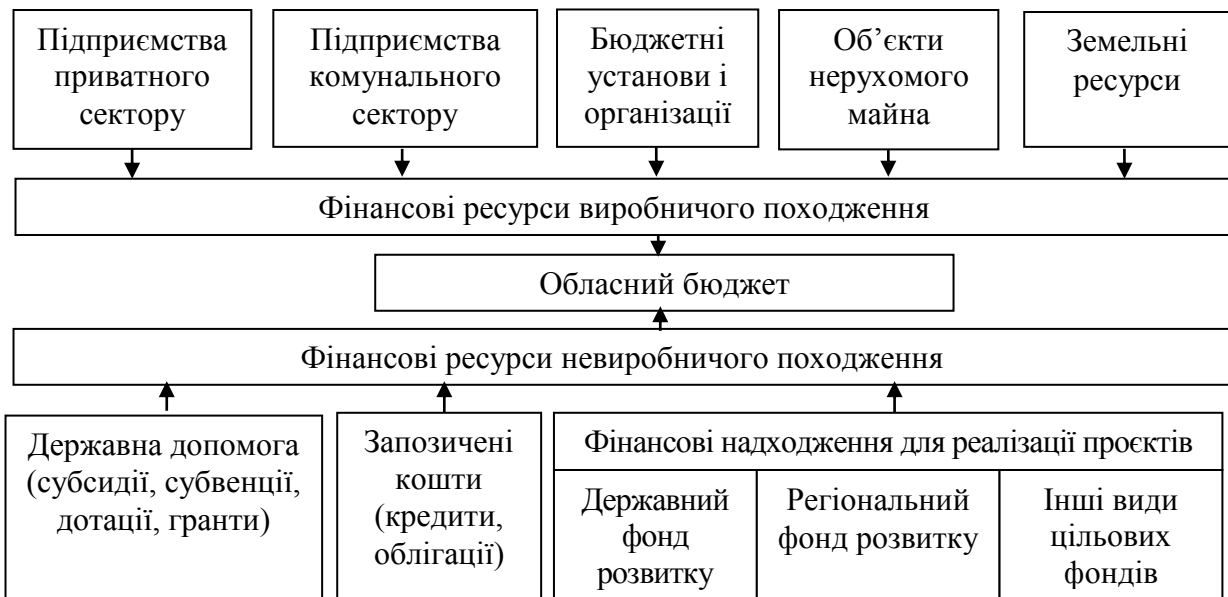 Підприємства
приватного
сектору
Підприємства
комунального
сектору
Бюджетні
установи і
організації
Об’єкти
нерухомого
майна
Земельні
ресурси
Фінансові ресурси виробничого походження
Обласний бюджет
Фінансові ресурси невиробничого походження
Державна допомога
(субсидії, субвенції,
дотації, гранти)
Запозичені
кошти
(кредити,
облігації)
Фінансові надходження для реалізації проєктів
Державний
фонд
розвитку
Регіональний
фонд розвитку
Інші види
цільових
фондів